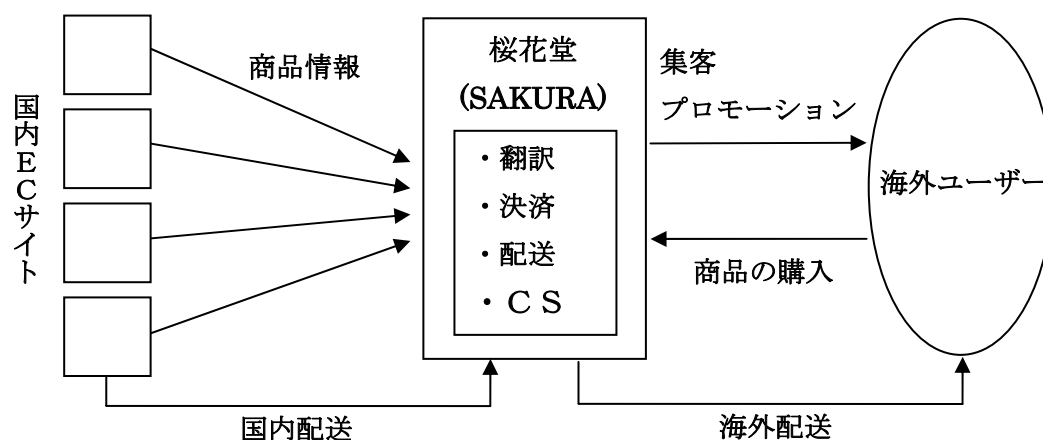 国内ＥＣサイト
商品情報
桜花堂
(SAKURA)
・翻訳
・決済
・配送
・ＣＳ
集客
プロモーション
海外ユーザー
商品の購入
国内配送
海外配送